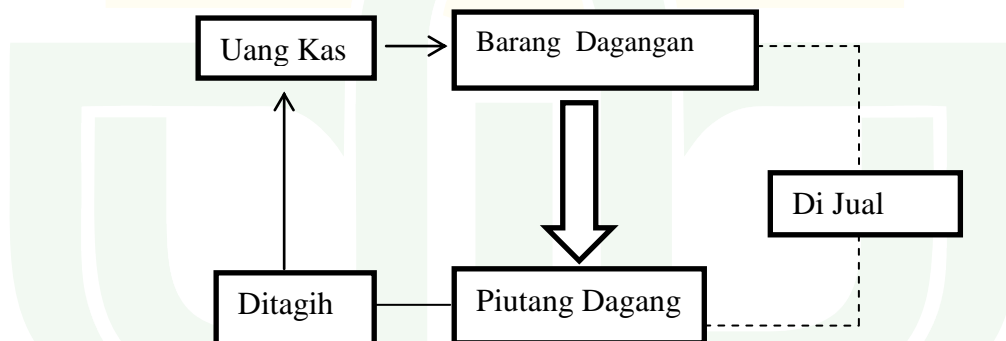 Uang Kas
Barang Dagangan
Di Jual
Ditagih
Piutang Dagang